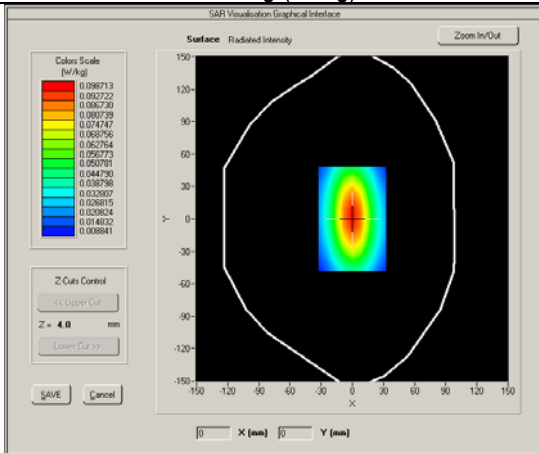 SAR Visualisation Graphical Interface
Surface Radiated Intensity
Zoom In/Out
Colors Scale
(W/kg)
0.098713
0.092722
0.086730
0.080739
0.074747
0.068756
0.062764
0.056773
0.050781
0.044790
0.038798
0.032807
0.026815
0.020824
0.014832
0.008841
150-
120-
90-
60-
30-
0-
-30-
-60-
-90-
-120-
-150-
Y
-150 -120 -90 -60 -30 0 30 60 90 120 150
X
Z-Cuts Control
<< Upper Cut
Z = 4.0 mm
Lower Cut >>
SAVE Cancel
0 X (mm) 0 Y (mm)